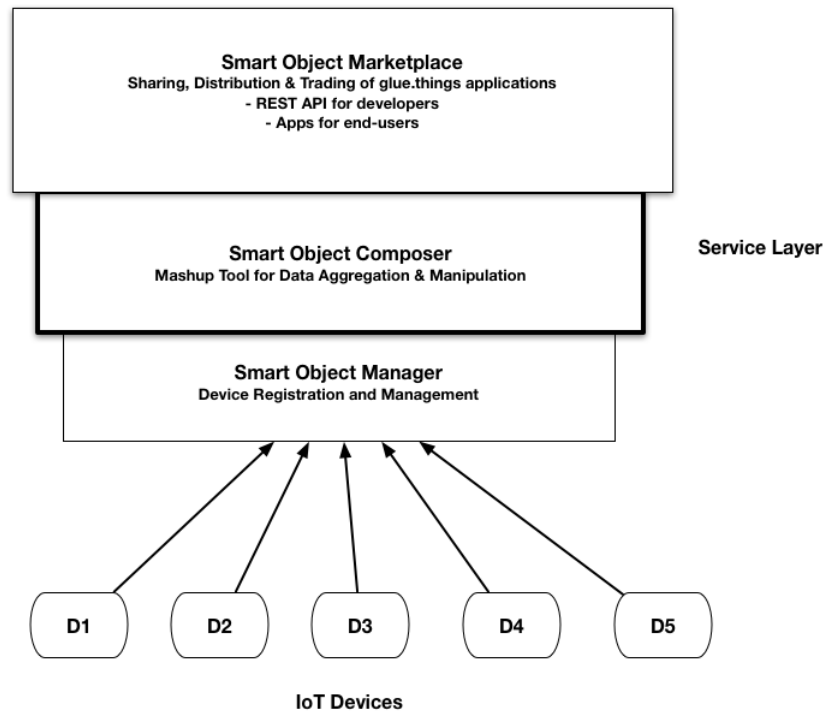 Smart Object Marketplace
Sharing, Distribution & Trading of glue.things applications
- REST API for developers
- Apps for end-users
Smart Object Composer
Mashup Tool for Data Aggregation & Manipulation
Service Layer
Smart Object Manager
Device Registration and Management
D1
D2
D3
D4
D5
IoT Devices